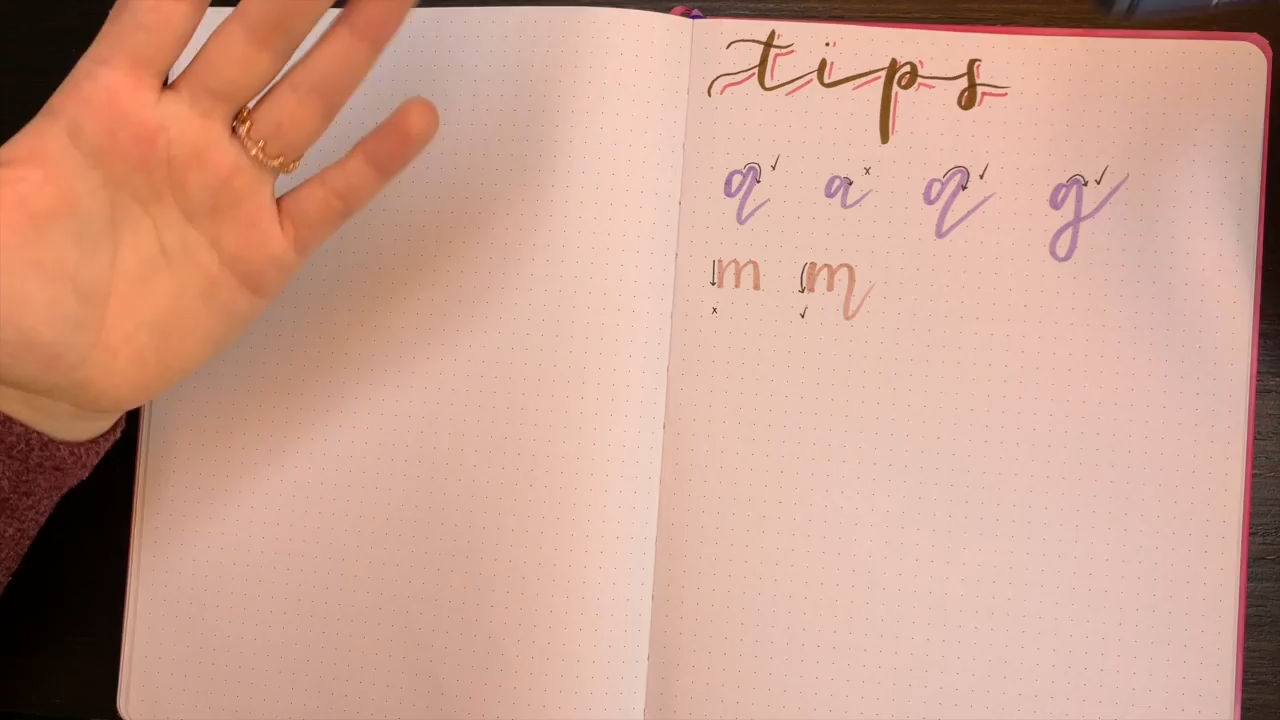 tips
a ✓ a x a ✓ g ✓
m m
x ✓